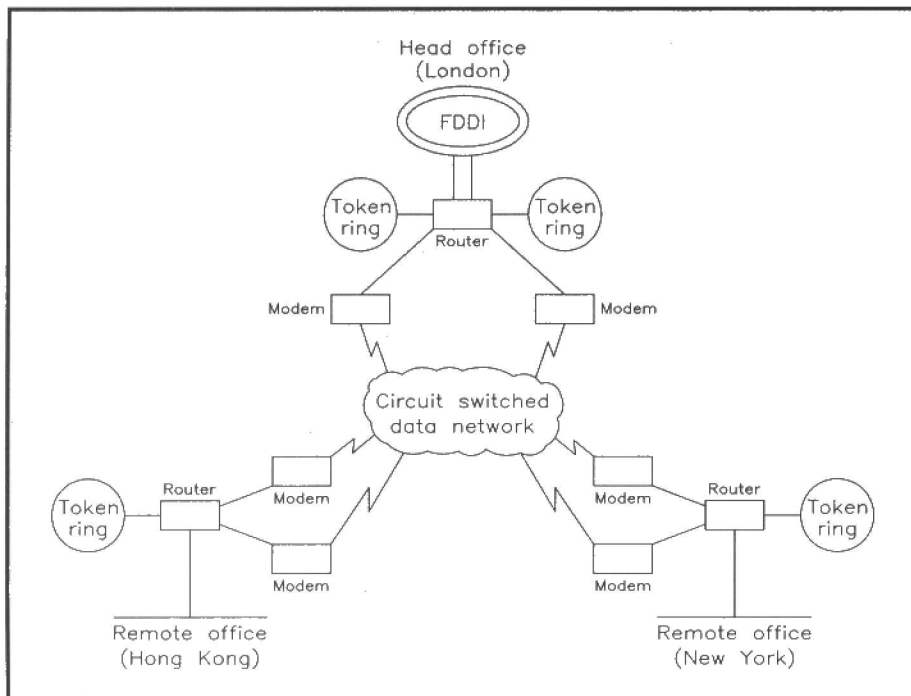 Head office
(London)
FDDI
Token
ring
Token
ring
Router
Modem
Modem
Circuit switched
data network
Modem
Modem
Router
Router
Token
ring
Token
ring
Modem
Modem
Remote office
(Hong Kong)
Remote office
(New York)